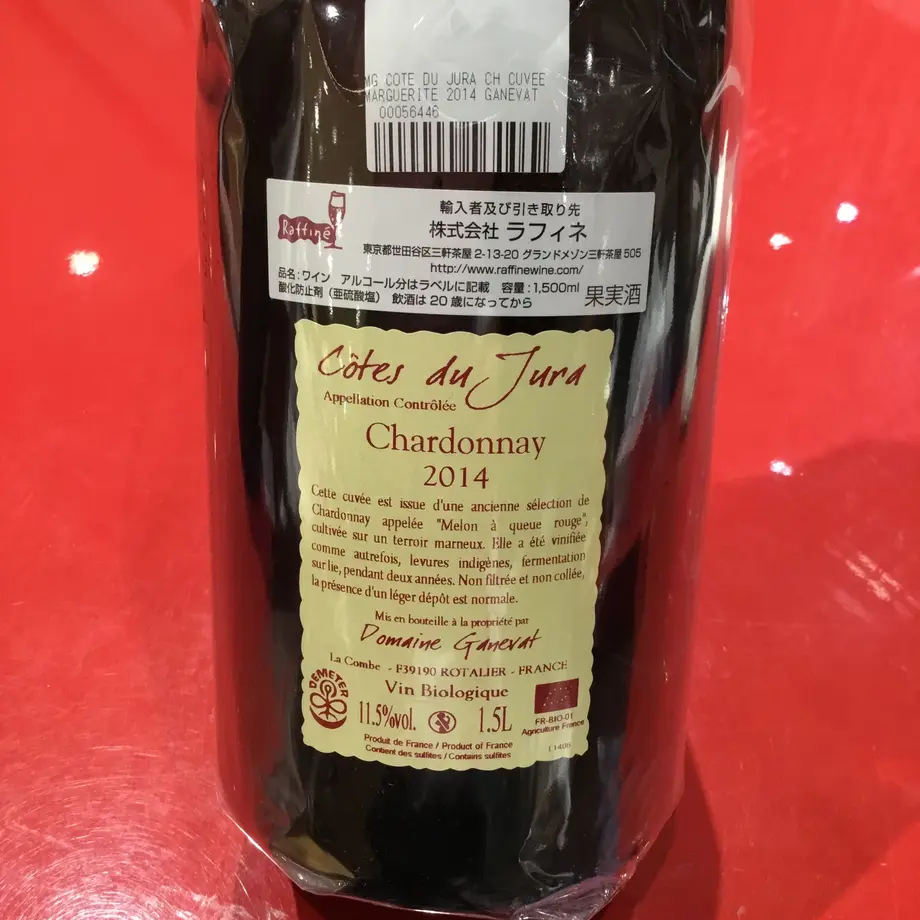 MG COTE DU JURA CH CUVEE
MARGUERITE 2014 GANEVAT
00056446
Raffiné
輸入者及び引き取り先
株式会社 ラフィネ
東京都世田谷区三軒茶屋 2-13-20 グランドメゾン三軒茶屋 505
http://www.raffinewine.com/
品名:ワイン アルコール分はラベルに記載 容量:1,500ml
酸化防止剤(亜硫酸塩) 飲酒は20歳になってから
果実酒
Côtes du Jura
Appellation Contrôlée
Chardonnay
2014
Cette cuvée est issue d'une ancienne sélection de
Chardonnay appelée "Melon à queue rouge",
cultivée sur un terroir marneux. Elle a été vinifiée
comme autrefois, levures indigènes, fermentation
sur lie, pendant deux années. Non filtrée et non collée,
la présence d'un léger dépôt est normale.
Mis en bouteille à la propriété par
Domaine Ganevat
La Combe - F39190 ROTALIER - FRANCE
Vin Biologique
DEMETER
11.5%vol. 1.5L
FR-BIO-01
Agriculture France
Produit de France / Product of France
Contient des sulfites / Contains sulfites